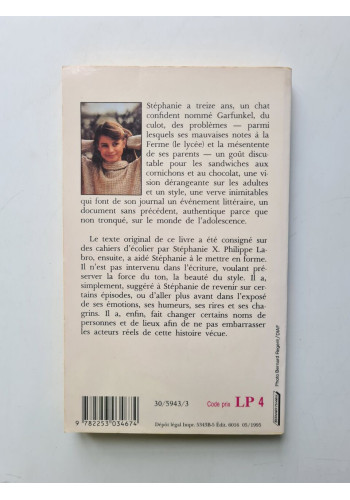 Stéphanie a treize ans, un chat
confident nommé Garfunkel, du
culot, des problèmes — parmi
lesquels ses mauvaises notes à la
Ferme (le lycée) et la mésentente
de ses parents — un goût discu-
table pour les sandwiches aux
cornichons et au chocolat, une vi-
sion dérangeante sur les adultes
et un style, une verve inimitables
qui font de son journal un événement littéraire, un
document sans précédent, authentique parce que
non tronqué, sur le monde de l'adolescence.
Le texte original de ce livre a été consigné sur
des cahiers d'écolier par Stéphanie X. Philippe La-
bro, ensuite, a aidé Stéphanie à le mettre en forme.
Il n'est pas intervenu dans l'écriture, voulant pré-
server la force du ton, la beauté du style. Il a,
simplement, suggéré à Stéphanie de revenir sur cer-
tains épisodes, ou d'aller plus avant dans l'exposé
de ses émotions, ses humeurs, ses rires et ses cha-
grins. Il a, enfin, fait changer certains noms de
personnes et de lieux afin de ne pas embarrasser
les acteurs réels de cette histoire vécue.
30/5943/3
Code prix LP 4
9 782253 034674